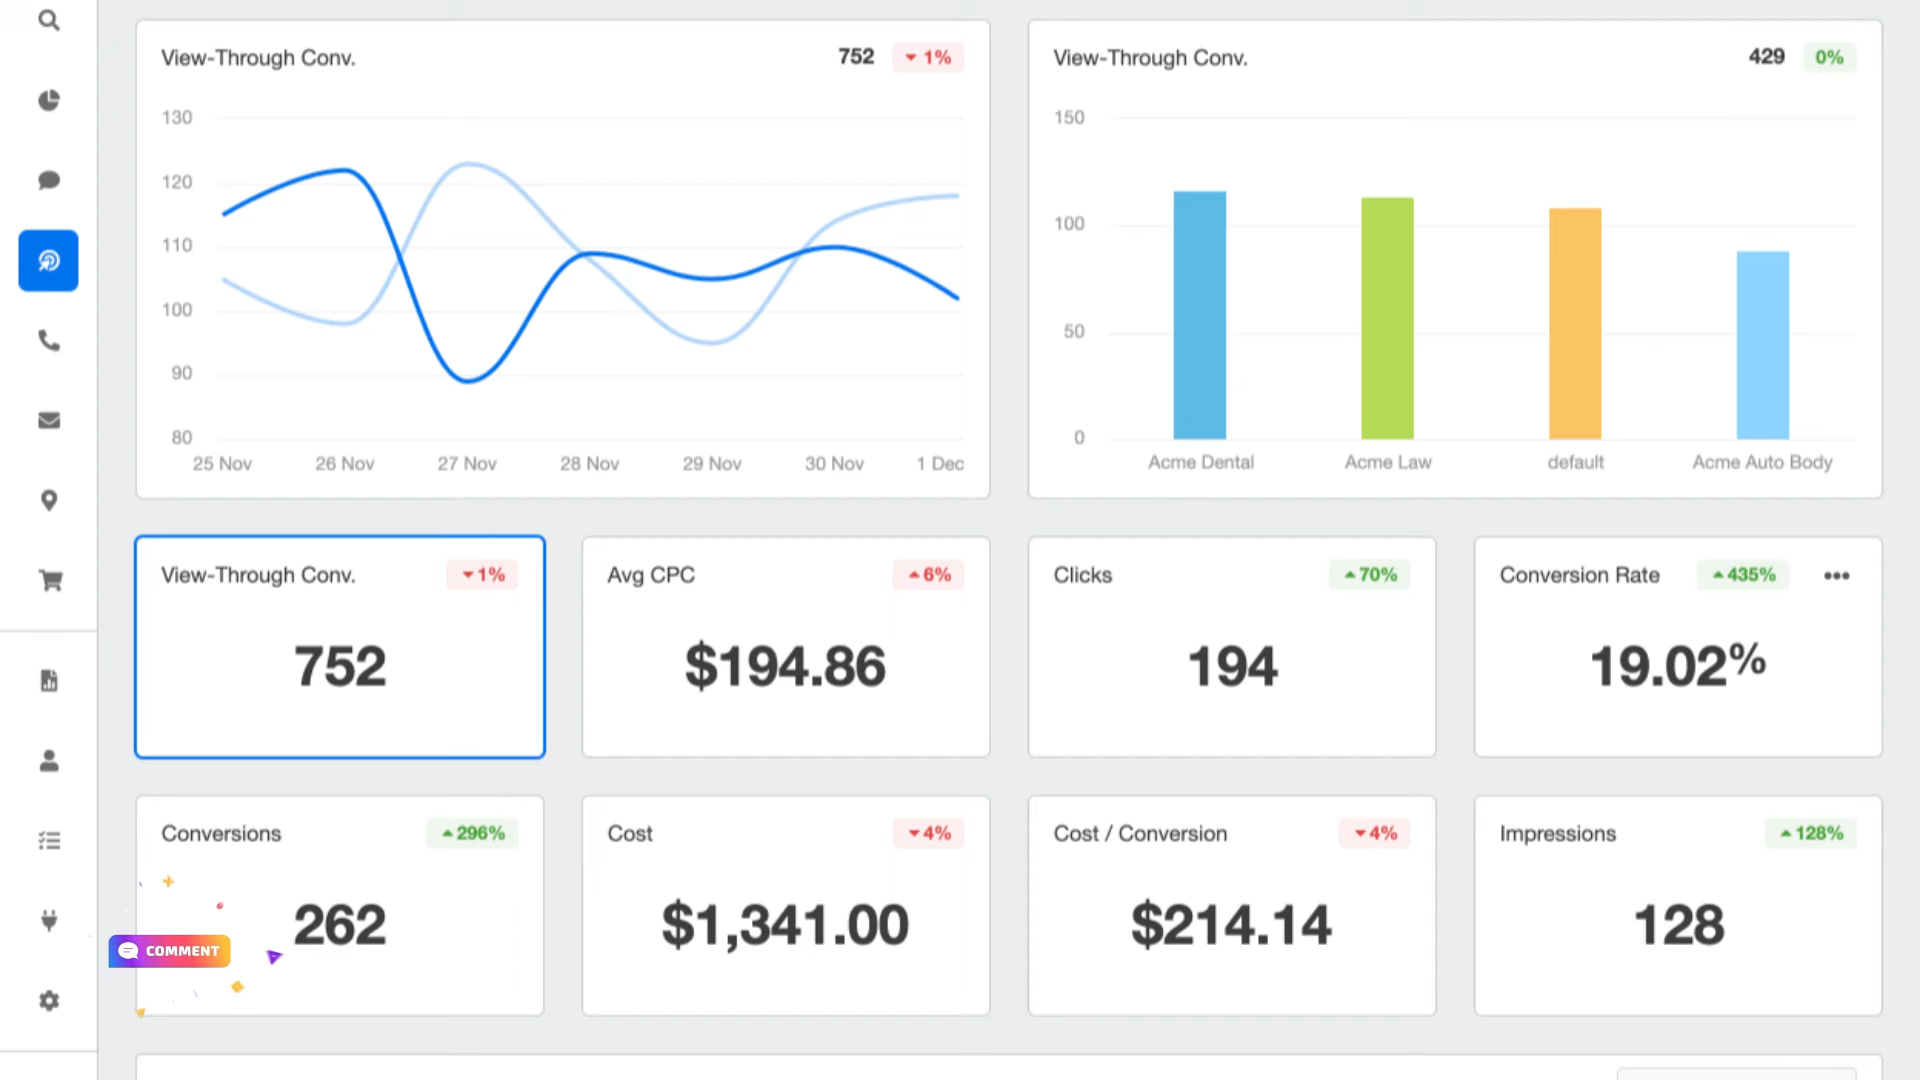 View-Through Conv. 752 1%
130
120
110
100
90
80
25 Nov 26 Nov 27 Nov 28 Nov 29 Nov 30 Nov 1 Dec
View-Through Conv. 429 0%
150
100
50
0
Acme Dental Acme Law default Acme Auto Body
View-Through Conv. 1%
752
Avg CPC 6%
$194.86
Clicks 70%
194
Conversion Rate 435%
19.02%
Conversions 296%
262
Cost 4%
$1,341.00
Cost / Conversion 4%
$214.14
Impressions 128%
128
COMMENT